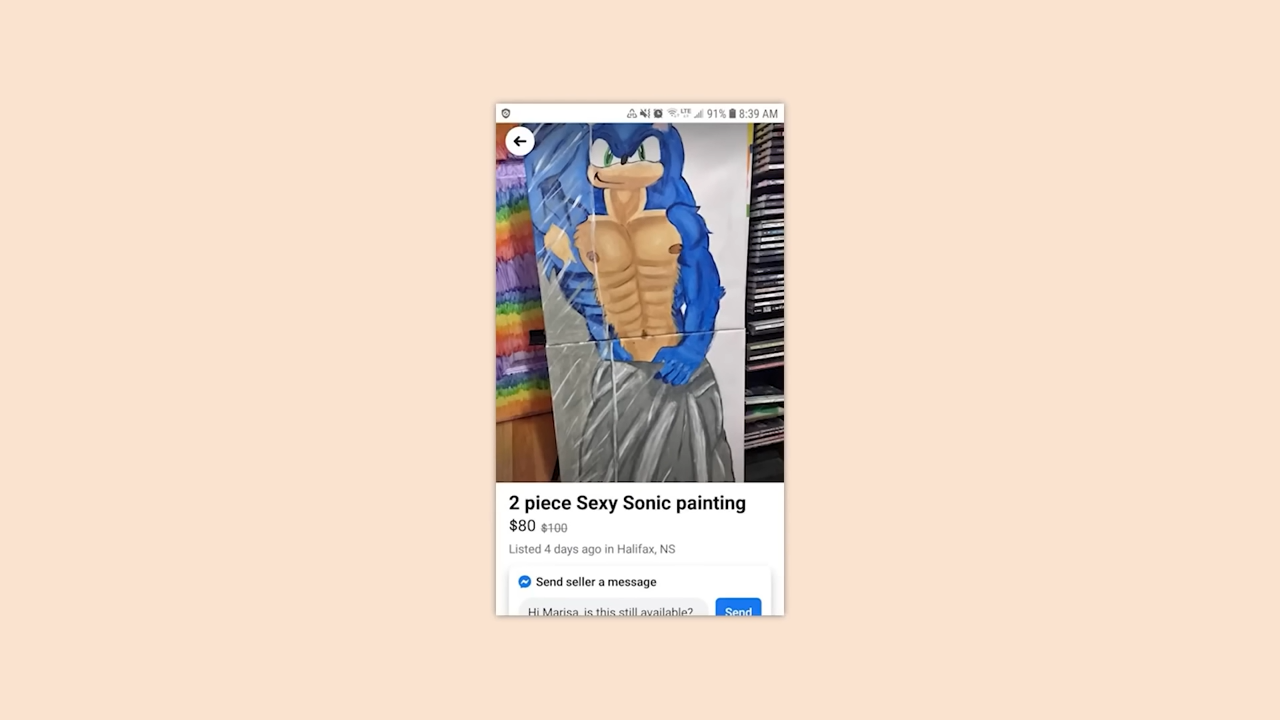 LTE 91% 8:39 AM
2 piece Sexy Sonic painting
$80 $100
Listed 4 days ago in Halifax, NS
Send seller a message
Hi Marisa, is this still available? Send